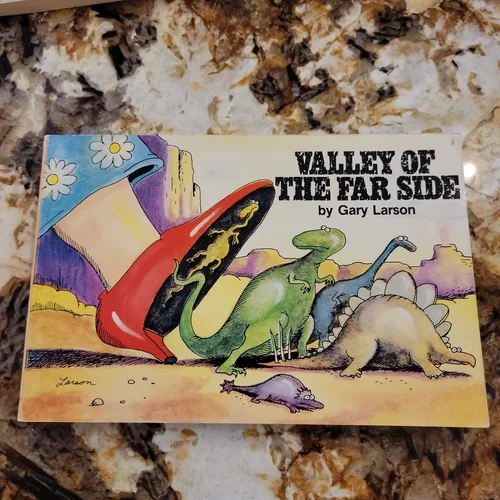 VALLEY OF
THE FAR SIDE
by Gary Larson
Larson